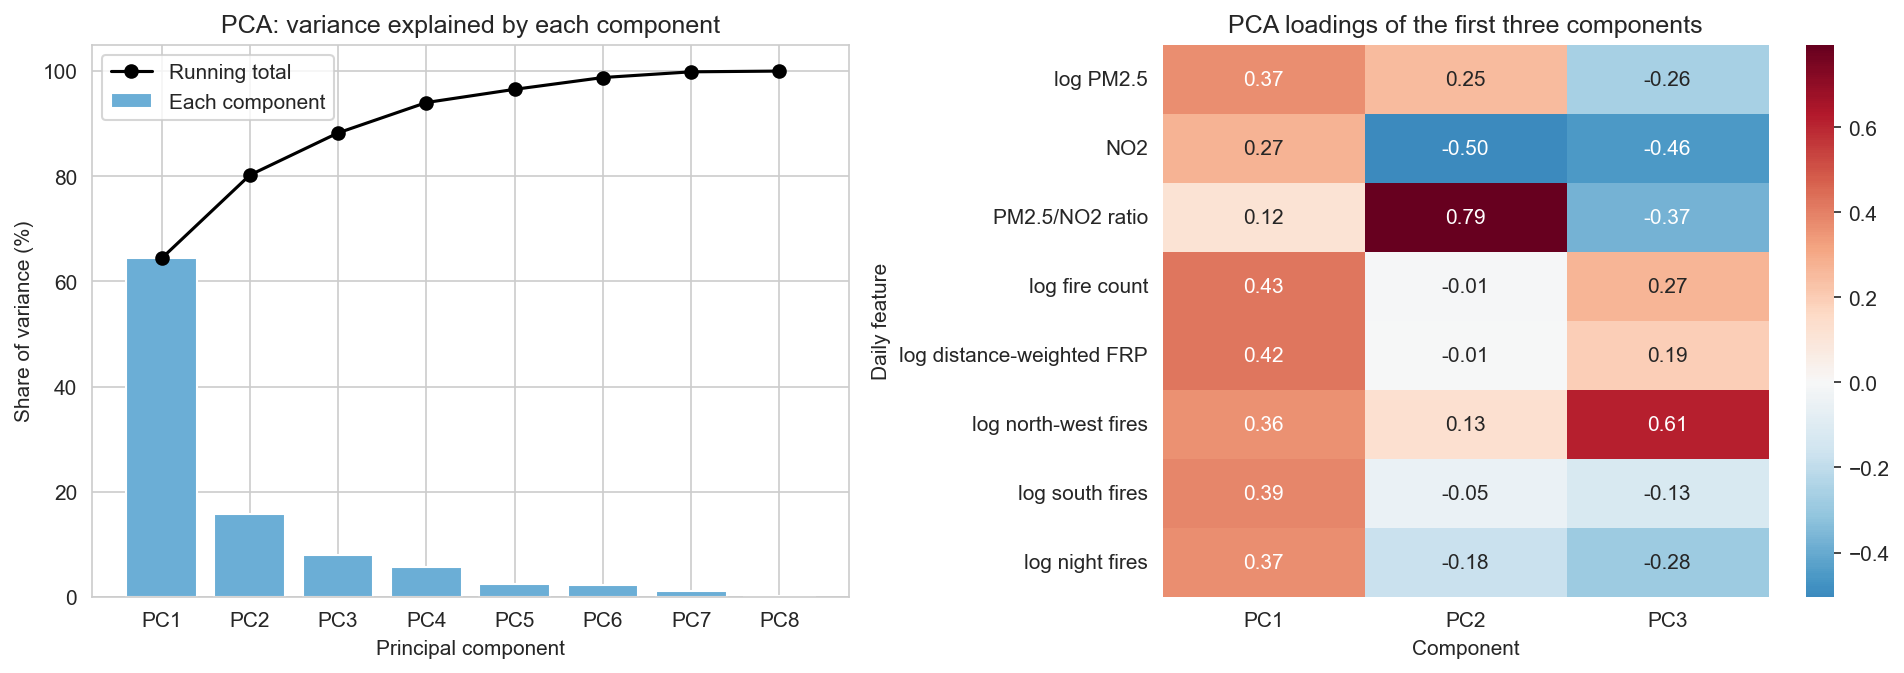 PCA: variance explained by each component
Running total
Each component
Share of variance (%)
100
80
60
40
20
0
PC1 PC2 PC3 PC4 PC5 PC6 PC7 PC8
Principal component
PCA loadings of the first three components
Daily feature
log PM2.5 0.37 0.25 -0.26
NO2 0.27 -0.50 -0.46
PM2.5/NO2 ratio 0.12 0.79 -0.37
log fire count 0.43 -0.01 0.27
log distance-weighted FRP 0.42 -0.01 0.19
log north-west fires 0.36 0.13 0.61
log south fires 0.39 -0.05 -0.13
log night fires 0.37 -0.18 -0.28
PC1 PC2 PC3
Component
0.6
0.4
0.2
0.0
−0.2
−0.4